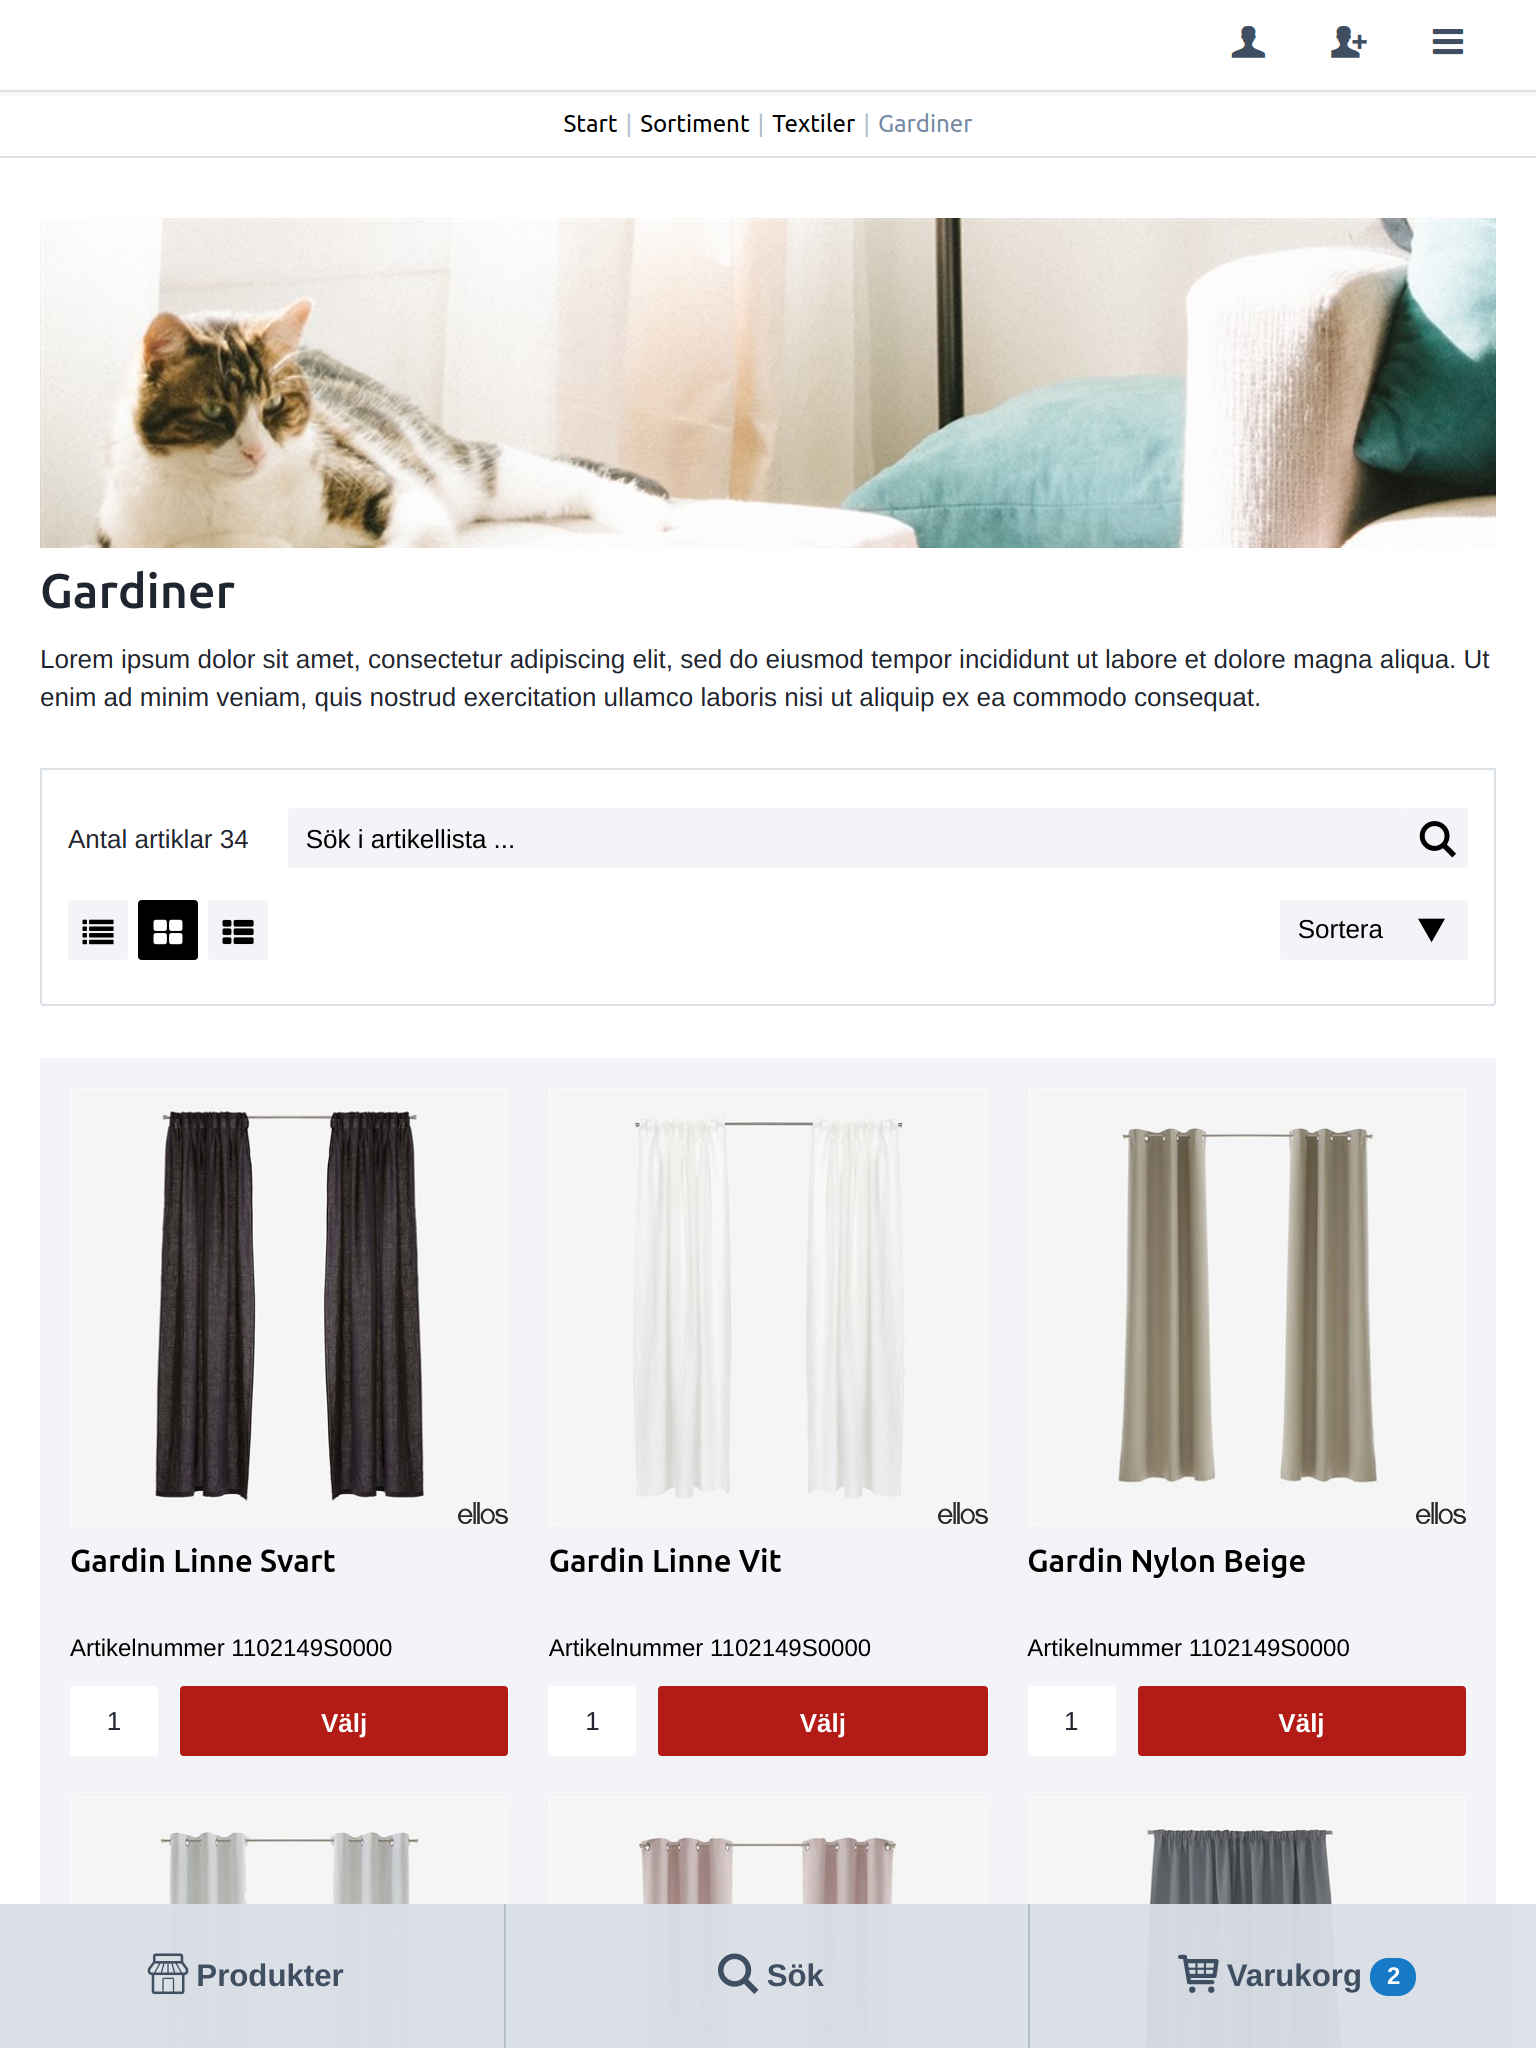 Start | Sortiment | Textiler | Gardiner
Gardiner
Lorem ipsum dolor sit amet, consectetur adipiscing elit, sed do eiusmod tempor incididunt ut labore et dolore magna aliqua. Ut
enim ad minim veniam, quis nostrud exercitation ullamco laboris nisi ut aliquip ex ea commodo consequat.
Antal artiklar 34
Sök i artikellista ...
Sortera
ellos
ellos
ellos
Gardin Linne Svart
Gardin Linne Vit
Gardin Nylon Beige
Artikelnummer 1102149S0000
Artikelnummer 1102149S0000
Artikelnummer 1102149S0000
1
Välj
1
Välj
1
Välj
Produkter
Sök
Varukorg 2